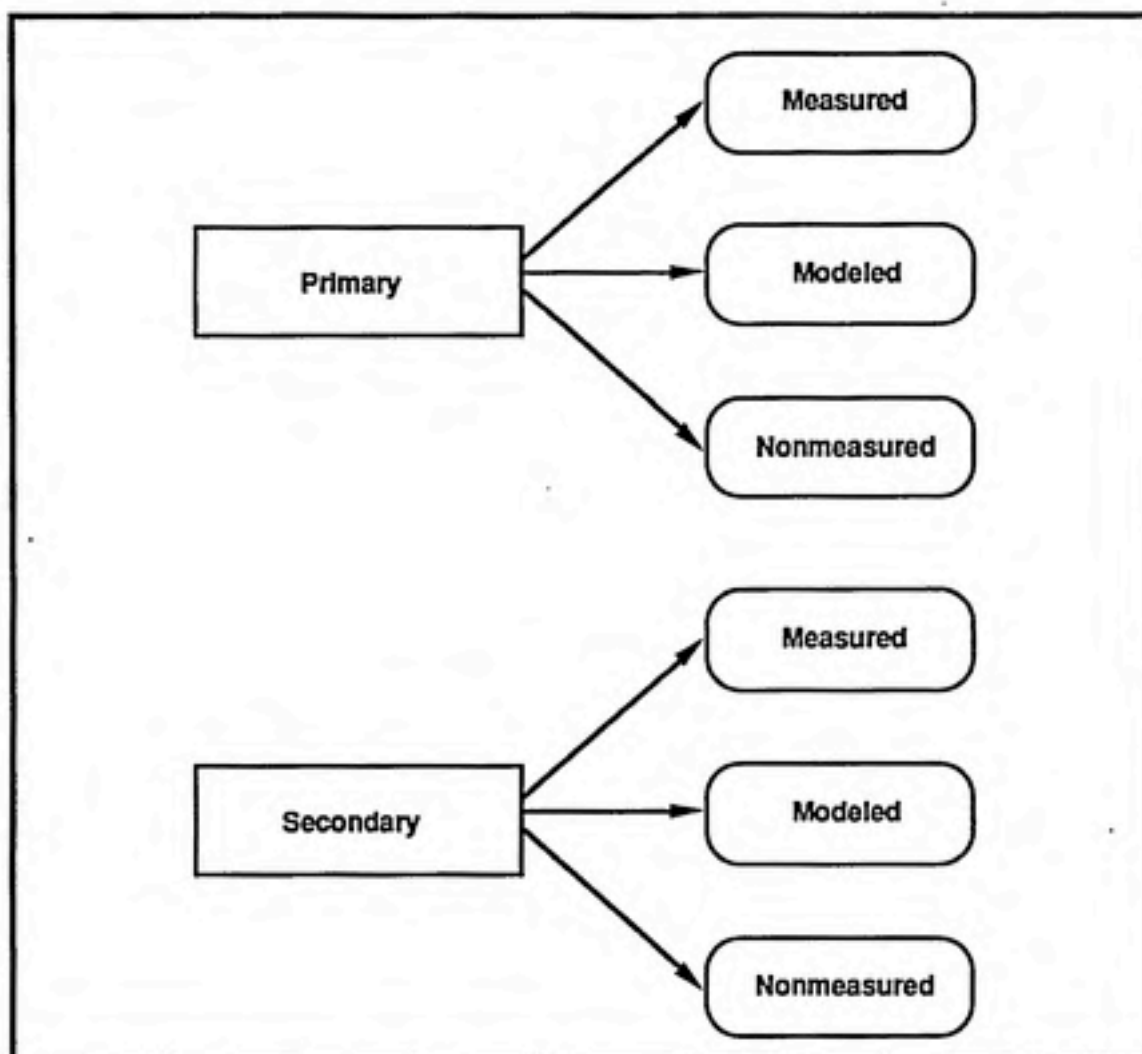 Measured
Primary
Modeled
Nonmeasured
Measured
Secondary
Modeled
Nonmeasured